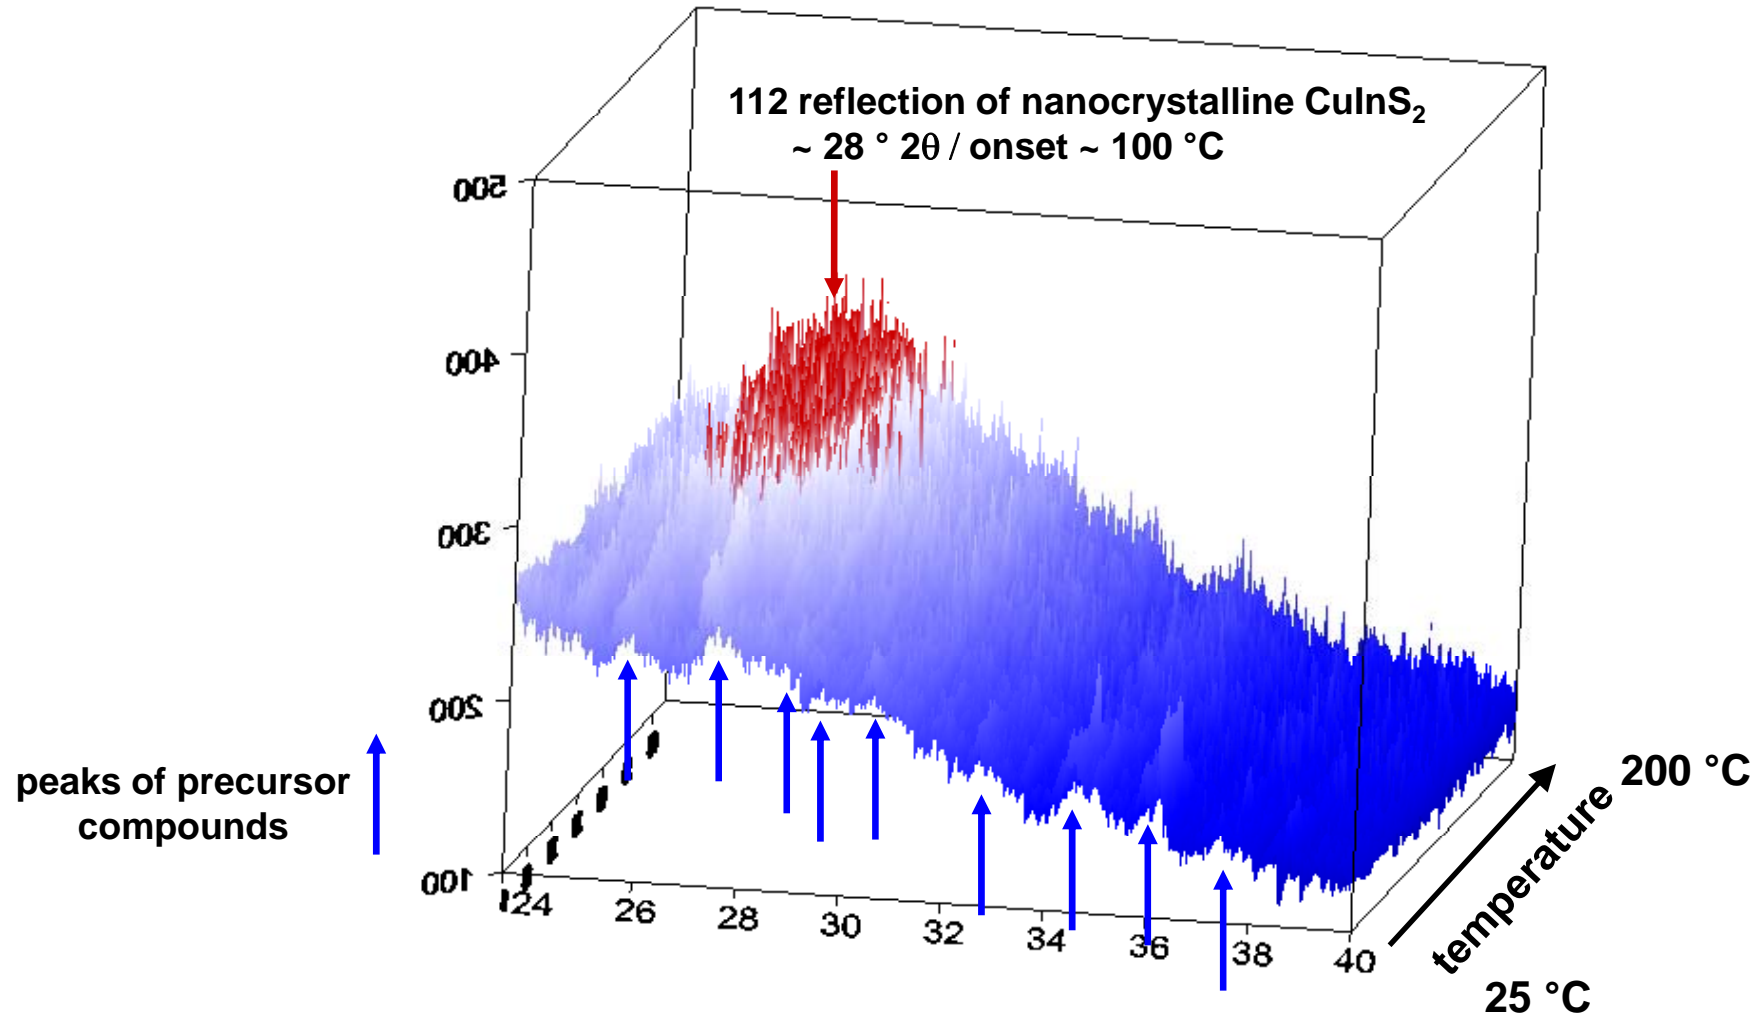 112 reflection of nanocrystalline CuInS₂
~ 28 ° 2θ / onset ~ 100 °C
500
400
300
200
100
peaks of precursor
compounds
24
26
28
30
32
34
36
38
40
temperature
200 °C
25 °C